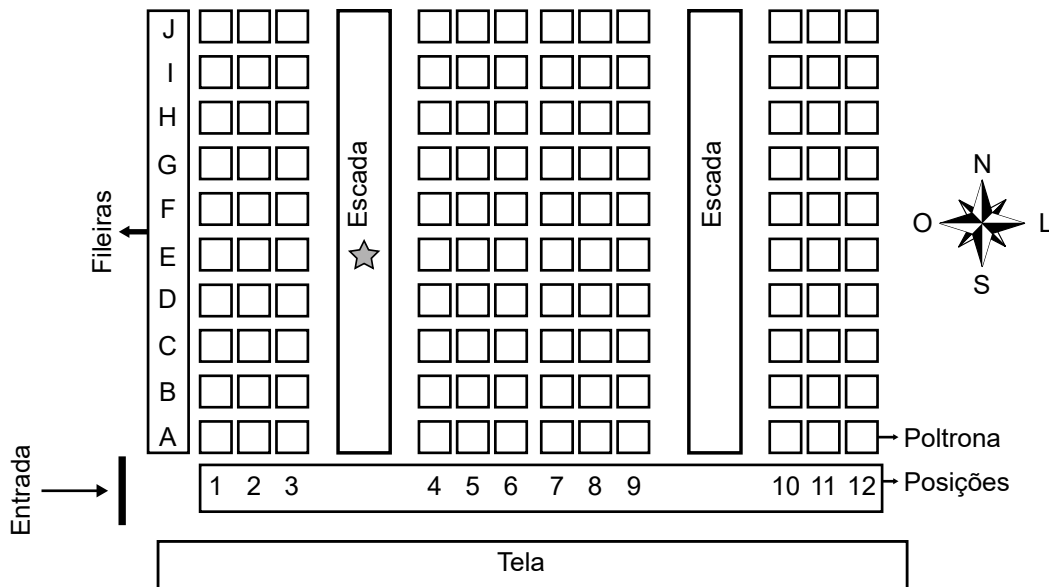 J
I
H
G
F
E
D
C
B
A
Fileiras
Escada
Escada
N
O
L
S
Poltrona
Entrada
1 2 3 4 5 6 7 8 9 10 11 12
Posições
Tela